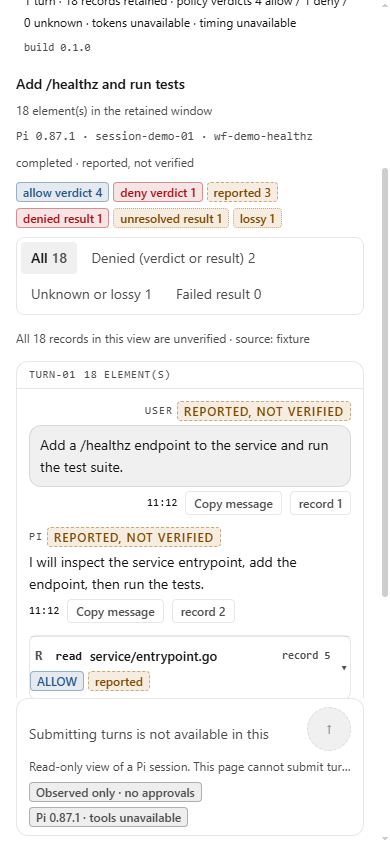 1 turn · 18 records retained · policy verdicts 4 allow / 1 deny /
0 unknown · tokens unavailable · timing unavailable
build 0.1.0
Add /healthz and run tests
18 element(s) in the retained window
Pi 0.87.1 · session-demo-01 · wf-demo-healthz
completed · reported, not verified
allow verdict 4 deny verdict 1 reported 3
denied result 1 unresolved result 1 lossy 1
All 18 Denied (verdict or result) 2
Unknown or lossy 1 Failed result 0
All 18 records in this view are unverified · source: fixture
TURN-01 18 ELEMENT(S)
USER REPORTED, NOT VERIFIED
Add a /healthz endpoint to the service and run
the test suite.
11:12 Copy message record 1
PI REPORTED, NOT VERIFIED
I will inspect the service entrypoint, add the
endpoint, then run the tests.
11:12 Copy message record 2
R read service/entrypoint.go record 5
ALLOW reported
Submitting turns is not available in this
Read-only view of a Pi session. This page cannot submit tur...
Observed only · no approvals
Pi 0.87.1 · tools unavailable